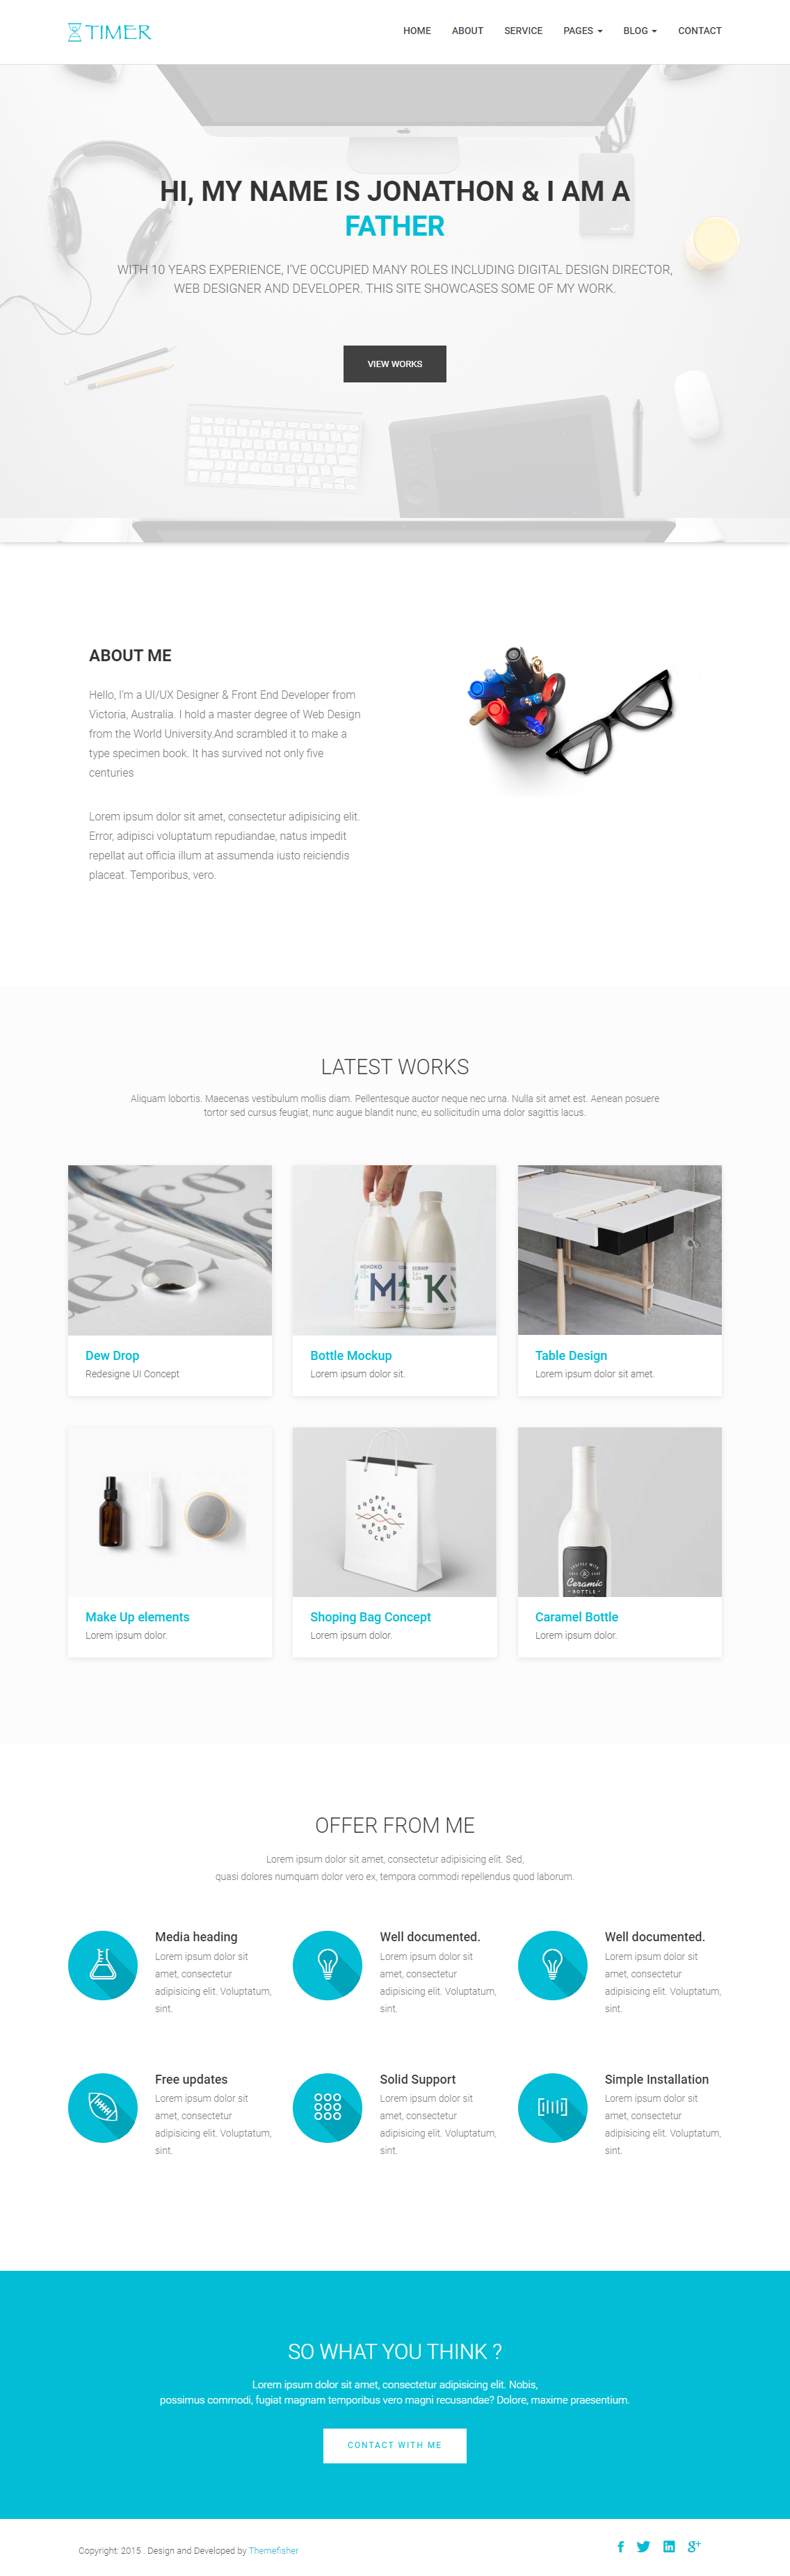 TIMER
HOME ABOUT SERVICE PAGES BLOG CONTACT
HI, MY NAME IS JONATHON & I AM A
FATHER
WITH 10 YEARS EXPERIENCE, I'VE OCCUPIED MANY ROLES INCLUDING DIGITAL DESIGN DIRECTOR,
WEB DESIGNER AND DEVELOPER. THIS SITE SHOWCASES SOME OF MY WORK.
VIEW WORKS
ABOUT ME
Hello, I'm a UI/UX Designer & Front End Developer from
Victoria, Australia. I hold a master degree of Web Design
from the World University.And scrambled it to make a
type specimen book. It has survived not only five
centuries
Lorem ipsum dolor sit amet, consectetur adipisicing elit.
Error, adipisci voluptatum repudiandae, natus impedit
repellat aut officia illum at assumenda iusto reiciendis
placeat. Temporibus, vero.
LATEST WORKS
Aliquam lobortis. Maecenas vestibulum mollis diam. Pellentesque auctor neque nec urna. Nulla sit amet est. Aenean posuere
tortor sed cursus feugiat, nunc augue blandit nunc, eu sollicitudin urna dolor sagittis lacus.
Dew Drop
Redesigne UI Concept
МОЛОКО
М
К
Bottle Mockup
Lorem ipsum dolor sit.
Table Design
Lorem ipsum dolor sit amet.
Make Up elements
Lorem ipsum dolor.
SHOPPING
BAG
PSD
MOCKUP
Shoping Bag Concept
Lorem ipsum dolor.
Ceramic
BOTTLE
Caramel Bottle
Lorem ipsum dolor.
OFFER FROM ME
Lorem ipsum dolor sit amet, consectetur adipisicing elit. Sed,
quasi dolores numquam dolor vero ex, tempora commodi repellendus quod laborum.
Media heading
Lorem ipsum dolor sit
amet, consectetur
adipisicing elit. Voluptatum,
sint.
Well documented.
Lorem ipsum dolor sit
amet, consectetur
adipisicing elit. Voluptatum,
sint.
Well documented.
Lorem ipsum dolor sit
amet, consectetur
adipisicing elit. Voluptatum,
sint.
Free updates
Lorem ipsum dolor sit
amet, consectetur
adipisicing elit. Voluptatum,
sint.
Solid Support
Lorem ipsum dolor sit
amet, consectetur
adipisicing elit. Voluptatum,
sint.
Simple Installation
Lorem ipsum dolor sit
amet, consectetur
adipisicing elit. Voluptatum,
sint.
SO WHAT YOU THINK ?
Lorem ipsum dolor sit amet, consectetur adipisicing elit. Nobis,
possimus commodi, fugiat magnam temporibus vero magni recusandae? Dolore, maxime praesentium.
CONTACT WITH ME
Copyright: 2015 . Design and Developed by Themefisher